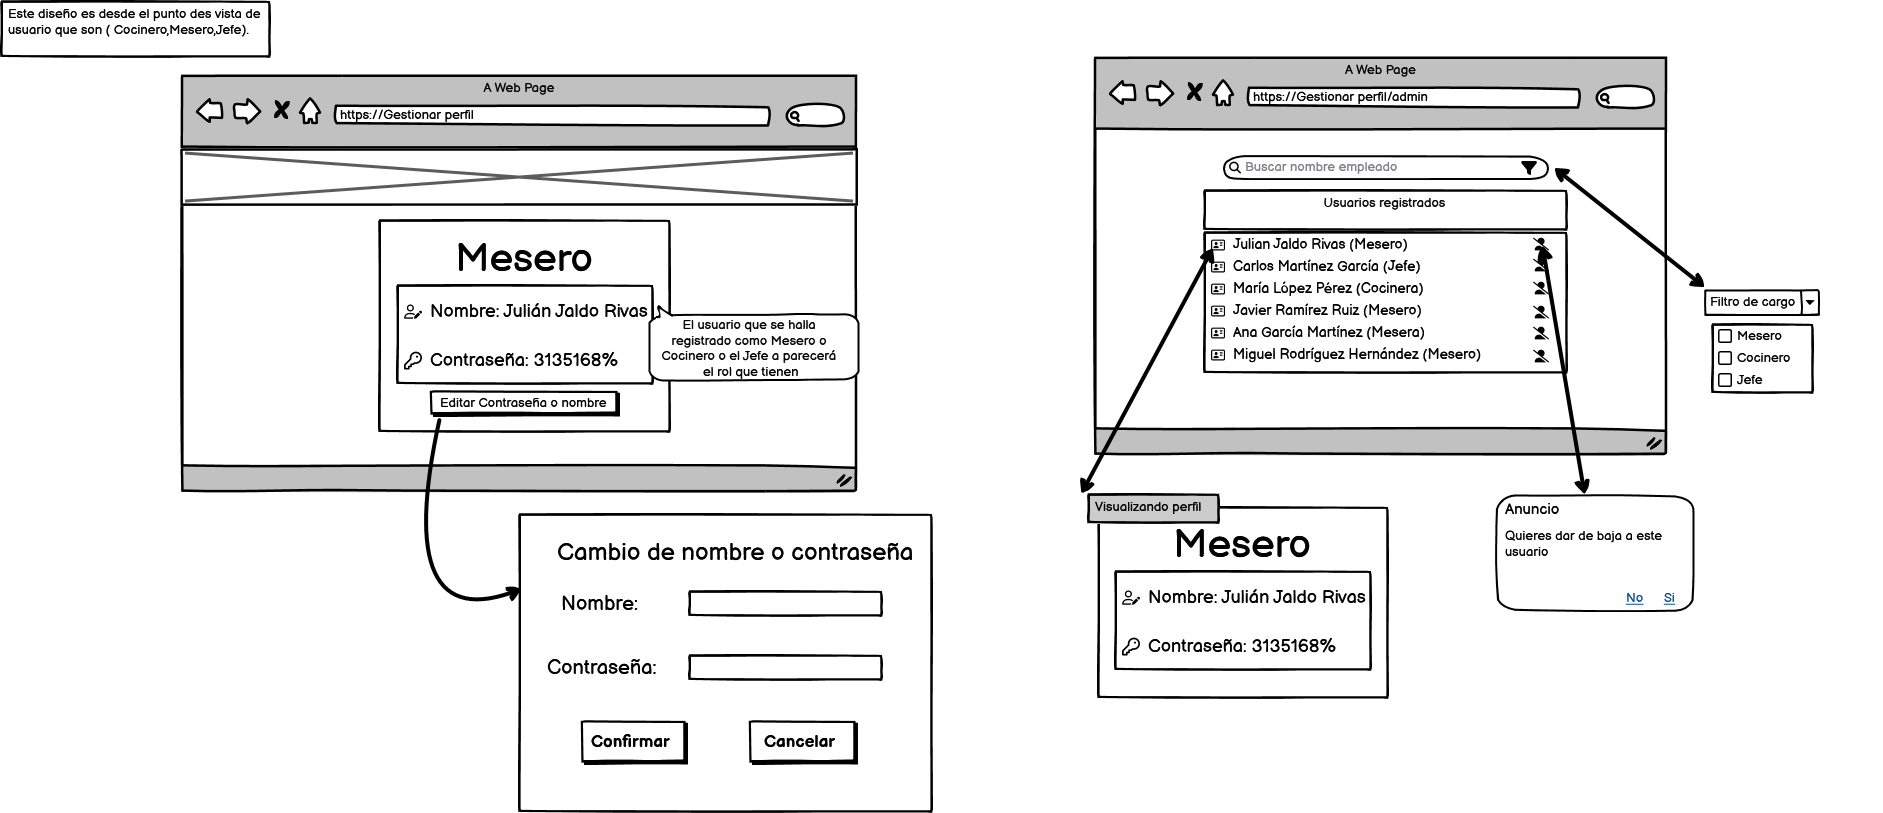 Este diseño es desde el punto des vista de
usuario que son ( Cocinero,Mesero,Jefe).
A Web Page
https://Gestionar perfil
Mesero
Nombre: Julián Jaldo Rivas
Contraseña: 3135168%
Editar Contraseña o nombre
El usuario que se halla
registrado como Mesero o
Cocinero o el Jefe a parecerá
el rol que tienen
Cambio de nombre o contraseña
Nombre:
Contraseña:
Confirmar
Cancelar
A Web Page
https://Gestionar perfil/admin
Buscar nombre empleado
Usuarios registrados
Julian Jaldo Rivas (Mesero)
Carlos Martínez García (Jefe)
María López Pérez (Cocinera)
Javier Ramírez Ruiz (Mesero)
Ana García Martínez (Mesera)
Miguel Rodríguez Hernández (Mesero)
Filtro de cargo
Mesero
Cocinero
Jefe
Visualizando perfil
Mesero
Nombre: Julián Jaldo Rivas
Contraseña: 3135168%
Anuncio
Quieres dar de baja a este
usuario
No Si